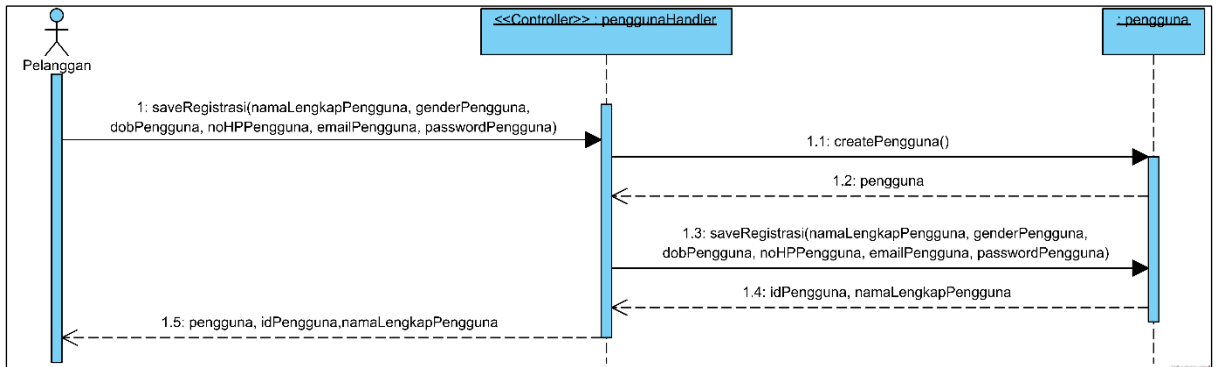 <<Controller>> : penggunaHandler
: pengguna
Pelanggan
1: saveRegistrasi(namaLengkapPengguna, genderPengguna,
dobPengguna, noHPPengguna, emailPengguna, passwordPengguna)
1.1: createPengguna()
1.2: pengguna
1.3: saveRegistrasi(namaLengkapPengguna, genderPengguna,
dobPengguna, noHPPengguna, emailPengguna, passwordPengguna)
1.4: idPengguna, namaLengkapPengguna
1.5: pengguna, idPengguna,namaLengkapPengguna